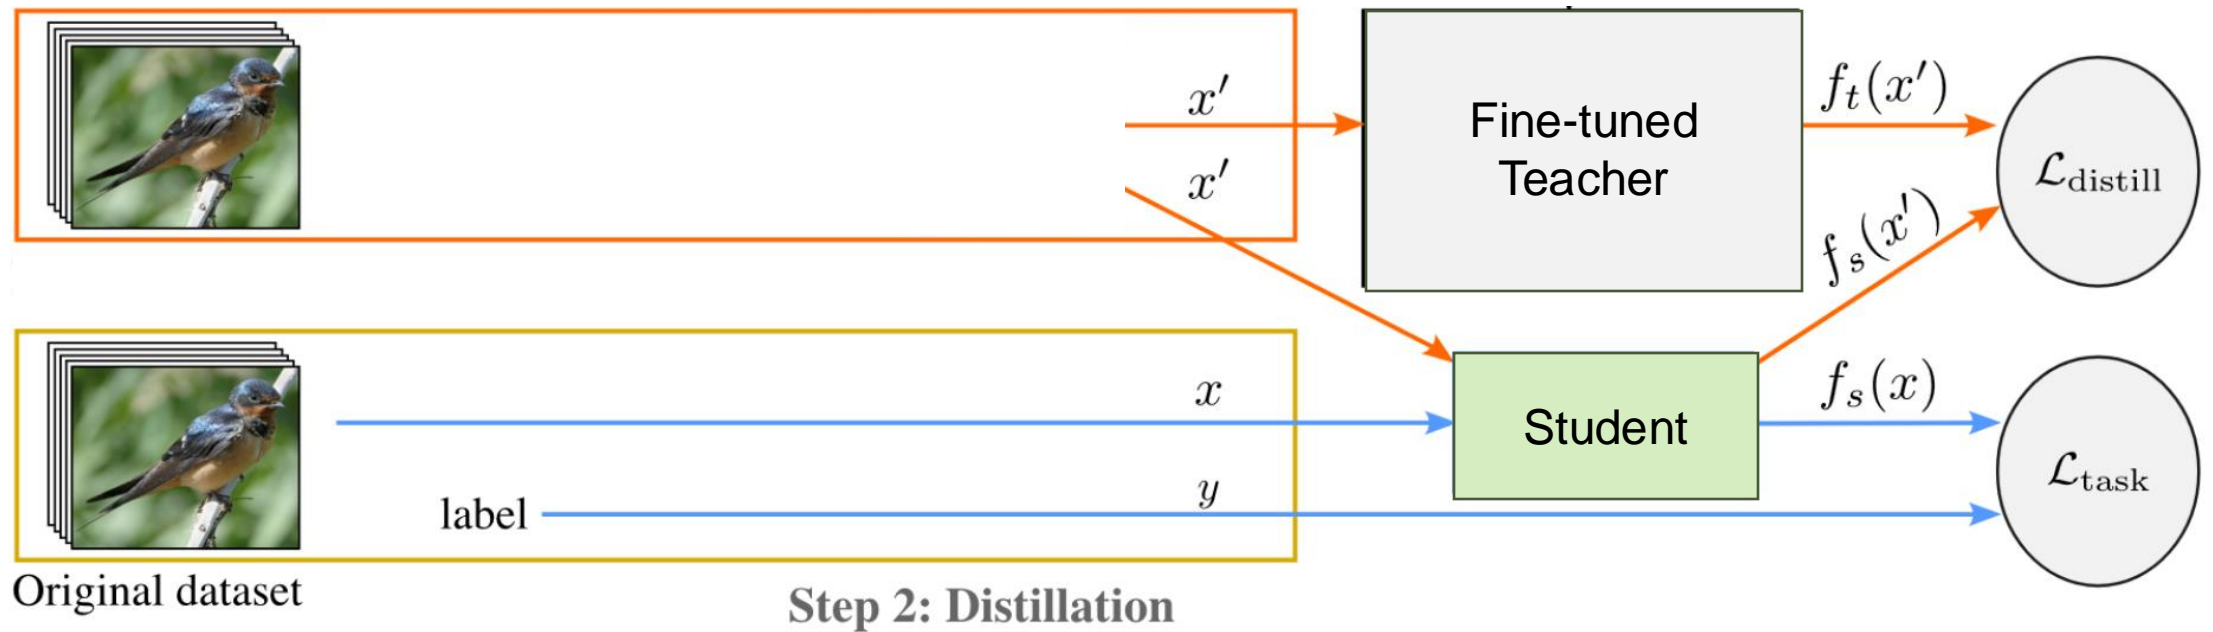 x′
x′
Fine-tuned
Teacher
f_t(x′)
f_s(x′)
ℒ_distill
x
y
label
Student
f_s(x)
ℒ_task
Original dataset
Step 2: Distillation